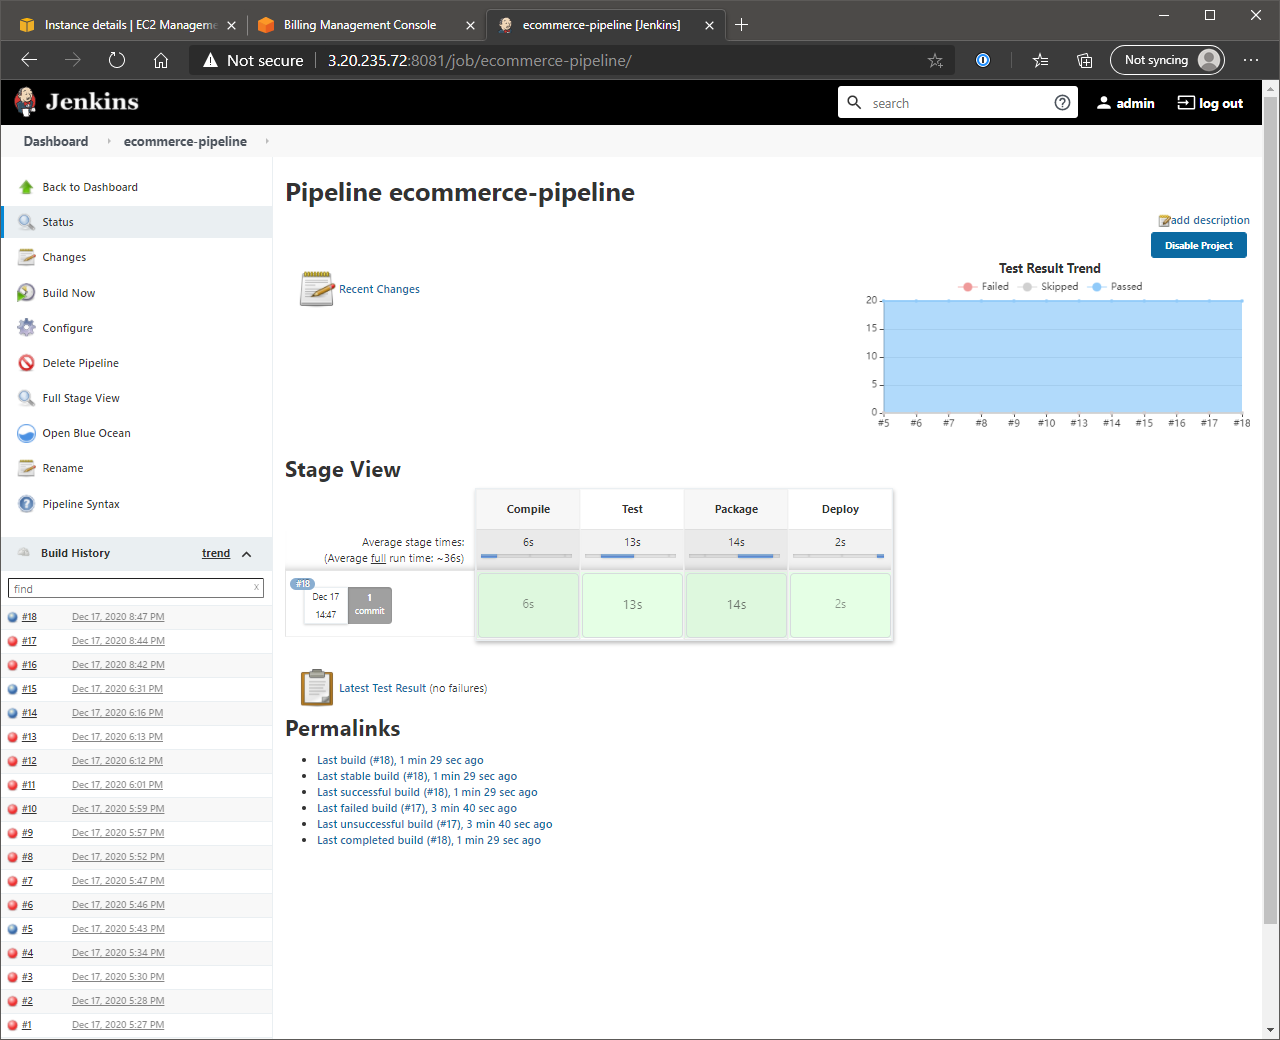 Instance details | EC2 Manageme
Billing Management Console
ecommerce-pipeline [Jenkins]
Not secure
3.20.235.72:8081/job/ecommerce-pipeline/
Not syncing
Jenkins
search
admin
log out
Dashboard
ecommerce-pipeline
Back to Dashboard
Status
Changes
Build Now
Configure
Delete Pipeline
Full Stage View
Open Blue Ocean
Rename
Pipeline Syntax
Build History
trend
find
x
#18 Dec 17, 2020 8:47 PM
#17 Dec 17, 2020 8:44 PM
#16 Dec 17, 2020 8:42 PM
#15 Dec 17, 2020 6:31 PM
#14 Dec 17, 2020 6:16 PM
#13 Dec 17, 2020 6:13 PM
#12 Dec 17, 2020 6:12 PM
#11 Dec 17, 2020 6:01 PM
#10 Dec 17, 2020 5:59 PM
#9 Dec 17, 2020 5:57 PM
#8 Dec 17, 2020 5:52 PM
#7 Dec 17, 2020 5:47 PM
#6 Dec 17, 2020 5:46 PM
#5 Dec 17, 2020 5:43 PM
#4 Dec 17, 2020 5:34 PM
#3 Dec 17, 2020 5:30 PM
#2 Dec 17, 2020 5:28 PM
#1 Dec 17, 2020 5:27 PM
Pipeline ecommerce-pipeline
add description
Disable Project
Recent Changes
Test Result Trend
Failed Skipped Passed
20
15
10
5
0
#5 #6 #7 #8 #9 #10 #13 #14 #15 #16 #17 #18
Stage View
Compile Test Package Deploy
Average stage times:
(Average full run time: ~36s)
6s 13s 14s 2s
#18
Dec 17
14:47
1
commit
6s 13s 14s 2s
Latest Test Result (no failures)
Permalinks
Last build (#18), 1 min 29 sec ago
Last stable build (#18), 1 min 29 sec ago
Last successful build (#18), 1 min 29 sec ago
Last failed build (#17), 3 min 40 sec ago
Last unsuccessful build (#17), 3 min 40 sec ago
Last completed build (#18), 1 min 29 sec ago